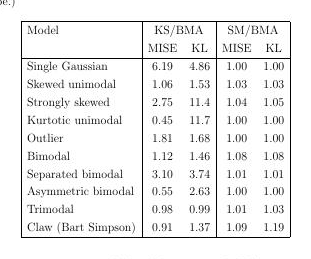 pe.)
Model KS/BMA SM/BMA
MISE KL MISE KL
Single Gaussian 6.19 4.86 1.00 1.00
Skewed unimodal 1.06 1.53 1.03 1.03
Strongly skewed 2.75 11.4 1.04 1.05
Kurtotic unimodal 0.45 11.7 1.00 1.00
Outlier 1.81 1.68 1.00 1.00
Bimodal 1.12 1.46 1.08 1.08
Separated bimodal 3.10 3.74 1.01 1.01
Asymmetric bimodal 0.55 2.63 1.00 1.00
Trimodal 0.98 0.99 1.01 1.03
Claw (Bart Simpson) 0.91 1.37 1.09 1.19